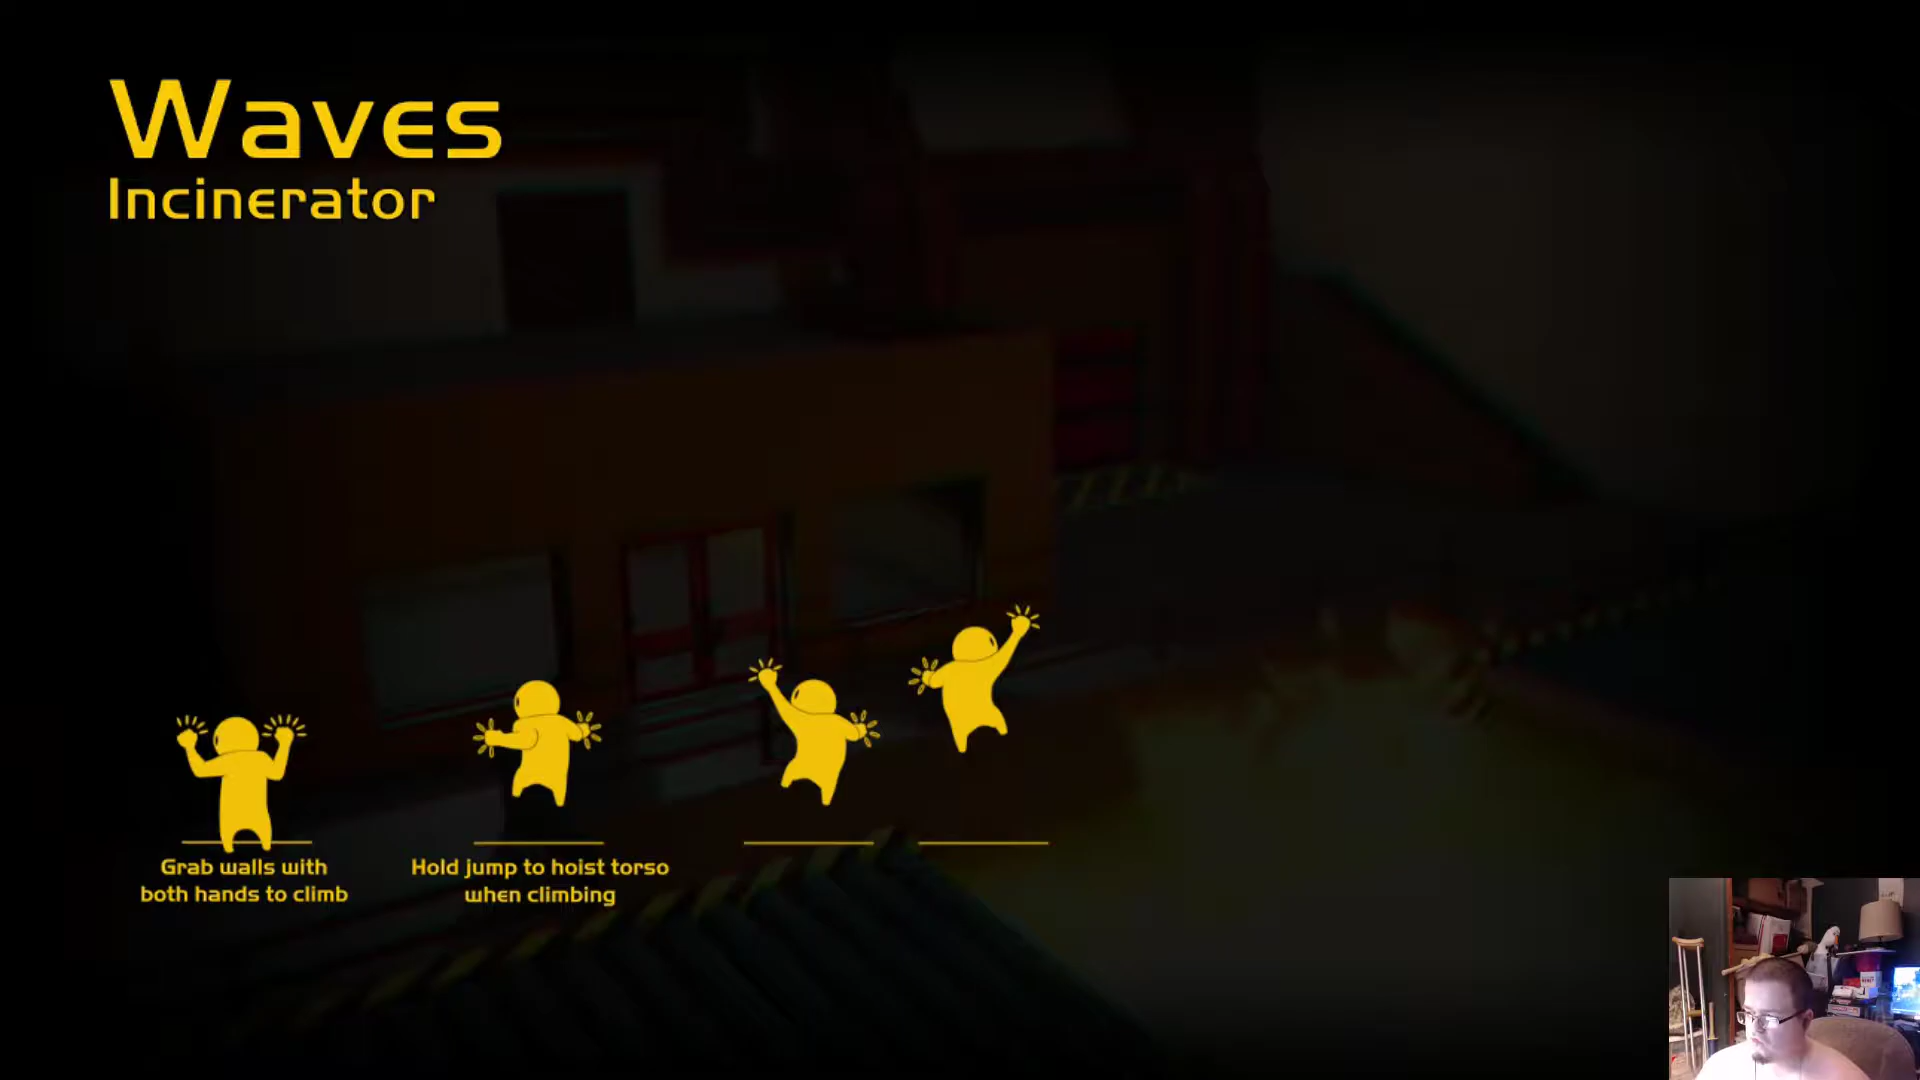 Waves
Incinerator
Grab walls with
both hands to climb
Hold jump to hoist torso
when climbing